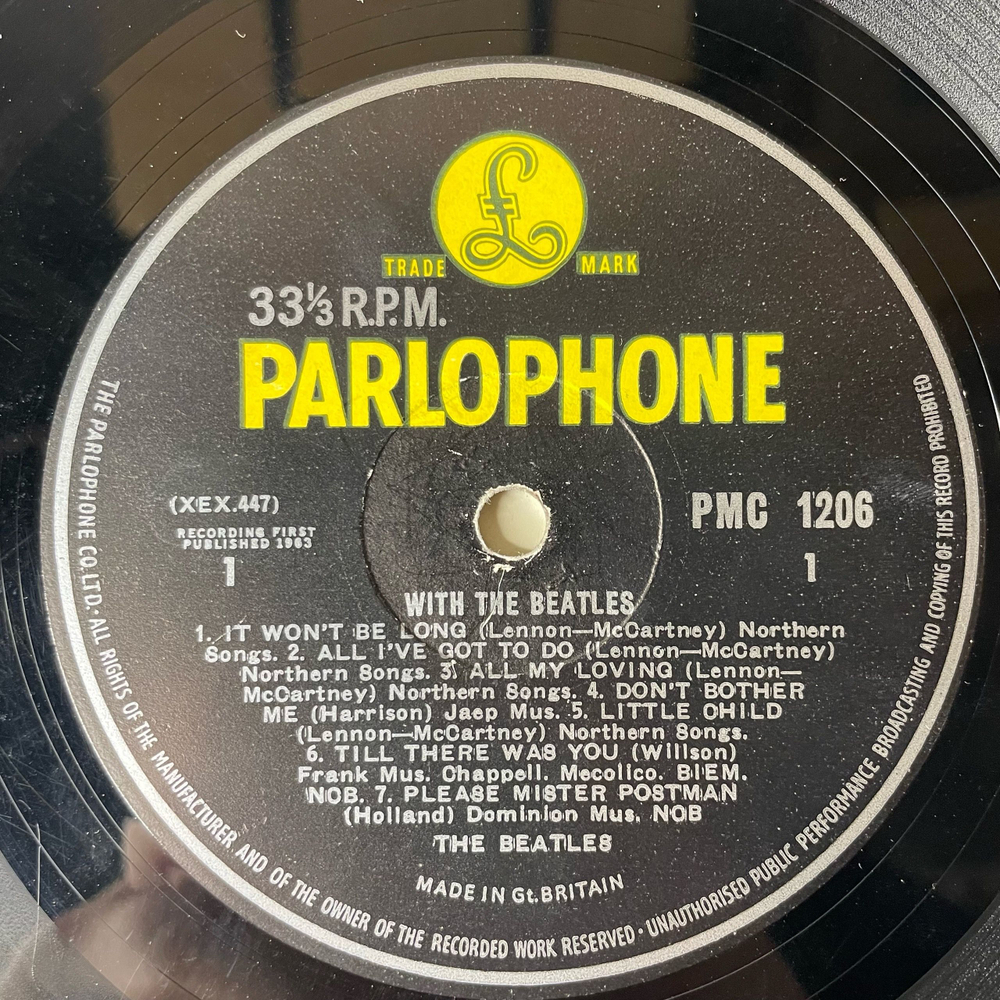 £
TRADE MARK
33⅓ R.P.M.
PARLOPHONE
(XEX.447)
RECORDING FIRST
PUBLISHED 1963
1
PMC 1206
1
WITH THE BEATLES
1. IT WON'T BE LONG (Lennon—McCartney) Northern
Songs. 2. ALL I'VE GOT TO DO (Lennon—McCartney)
Northern Songs. 3. ALL MY LOVING (Lennon—
McCartney) Northern Songs. 4. DON'T BOTHER
ME (Harrison) Jaep Mus. 5. LITTLE CHILD
(Lennon—McCartney) Northern Songs.
6. TILL THERE WAS YOU (Willson)
Frank Mus. Chappell. Mecolico. BIEM.
NOB. 7. PLEASE MISTER POSTMAN
(Holland) Dominion Mus. NOB
THE BEATLES
MADE IN Gt.BRITAIN
THE PARLOPHONE CO.LTD. · ALL RIGHTS OF THE MANUFACTURER AND OF THE OWNER OF THE RECORDED WORK RESERVED · UNAUTHORISED PUBLIC PERFORMANCE BROADCASTING AND COPYING OF THIS RECORD PROHIBITED